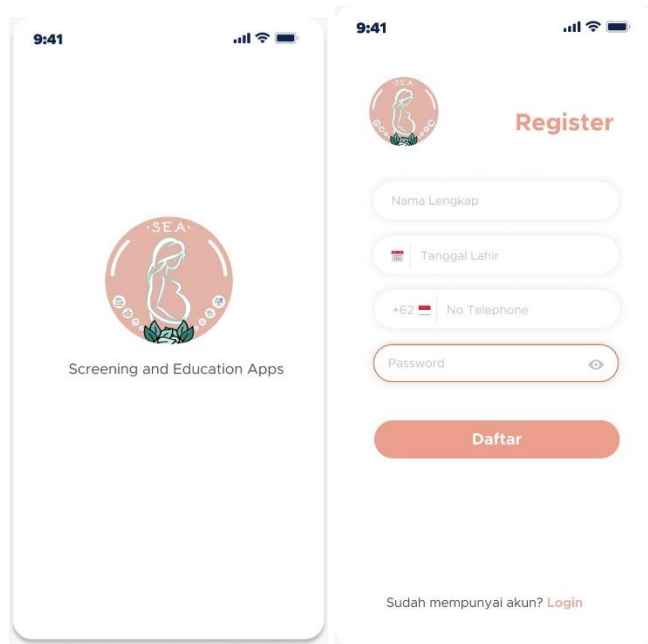 9:41
·SEA·
Screening and Education Apps
9:41
·SEA·
Register
Nama Lengkap
Tanggal Lahir
+62 No Telephone
Password
Daftar
Sudah mempunyai akun? Login